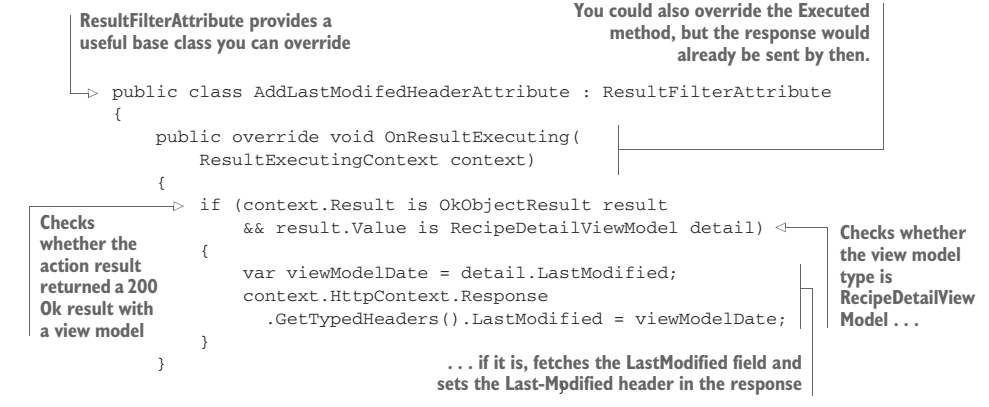 ResultFilterAttribute provides a
useful base class you can override
You could also override the Executed
method, but the response would
already be sent by then.
public class AddLastModifedHeaderAttribute : ResultFilterAttribute
{
public override void OnResultExecuting(
ResultExecutingContext context)
{
if (context.Result is OkObjectResult result
&& result.Value is RecipeDetailViewModel detail)
{
var viewModelDate = detail.LastModified;
context.HttpContext.Response
.GetTypedHeaders().LastModified = viewModelDate;
}
}
Checks
whether the
action result
returned a 200
Ok result with
a view model
Checks whether
the view model
type is
RecipeDetailView
Model . . .
. . . if it is, fetches the LastModified field and
sets the Last-Modified header in the response